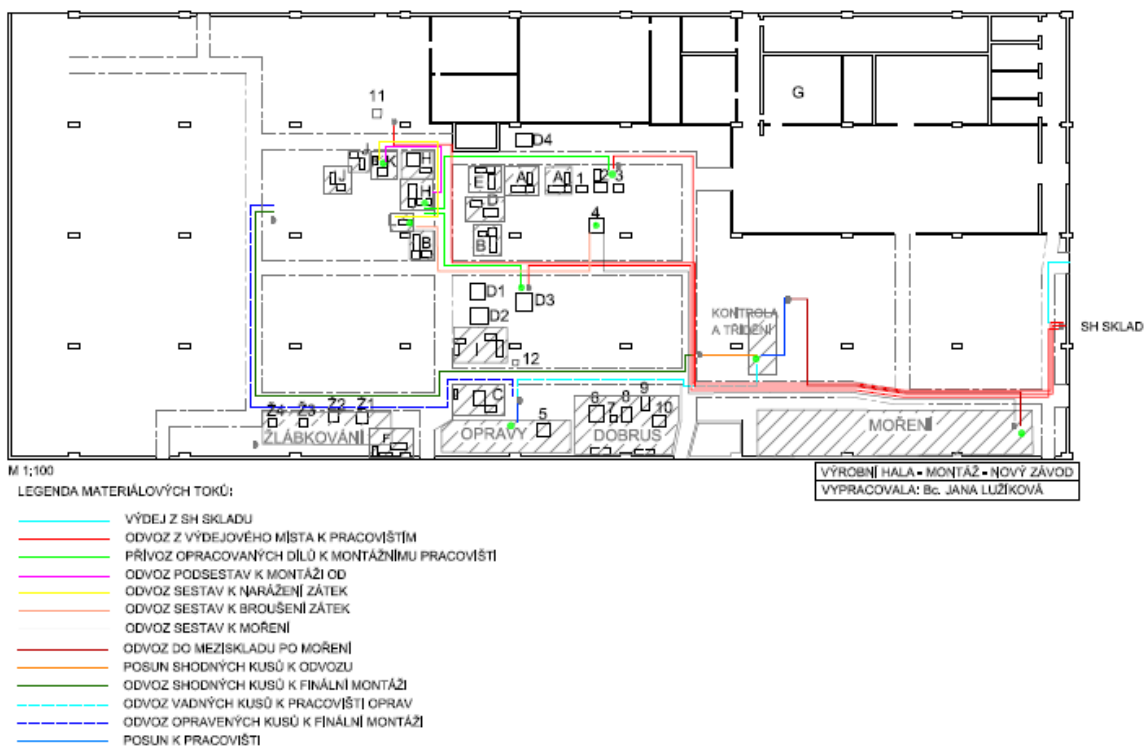 11
G
D4
J
K
H
E
A
A
1
2
3
J
H
D
L
4
B
B
D1
D3
D2
KONTROLA
A TŘÍDĚNÍ
SH SKLAD
I
12
C
9
Ž4
Ž3
Ž2
Ž1
6
7
8
10
5
ŽLÁBKOVÁNÍ
F
OPRAVY
DOBRUS
MOŘENÍ
M 1:100
VÝROBNÍ HALA - MONTÁŽ - NOVÝ ZÁVOD
VYPRACOVALA: Bc. JANA LUŽÍKOVÁ
LEGENDA MATERIÁLOVÝCH TOKŮ:
VÝDEJ Z SH SKLADU
ODVOZ Z VÝDEJOVÉHO MÍSTA K PRACOVIŠTÍM
PŘÍVOZ OPRACOVANÝCH DÍLŮ K MONTÁŽNÍMU PRACOVIŠTI
ODVOZ PODSESTAV K MONTÁŽI OD
ODVOZ SESTAV K NARÁŽENÍ ZÁTEK
ODVOZ SESTAV K BROUŠENÍ ZÁTEK
ODVOZ SESTAV K MOŘENÍ
ODVOZ DO MEZISKLADU PO MOŘENÍ
POSUN SHODNÝCH KUSŮ K ODVOZU
ODVOZ SHODNÝCH KUSŮ K FINÁLNÍ MONTÁŽI
ODVOZ VADNÝCH KUSŮ K PRACOVIŠTI OPRAV
ODVOZ OPRAVENÝCH KUSŮ K FINÁLNÍ MONTÁŽI
POSUN K PRACOVIŠTI